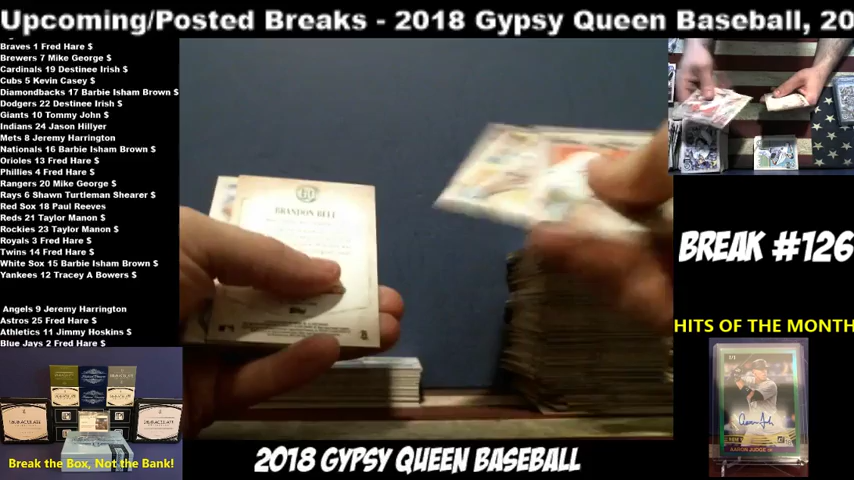 Upcoming/Posted Breaks - 2018 Gypsy Queen Baseball, 20
Braves 1 Fred Hare $
Brewers 7 Mike George $
Cardinals 19 Destinee Irish $
Cubs 5 Kevin Casey $
Diamondbacks 17 Barbie Isham Brown $
Dodgers 22 Destinee Irish $
Giants 10 Tommy John $
Indians 24 Jason Hillyer
Mets 8 Jeremy Harrington
Nationals 16 Barbie Isham Brown $
Orioles 13 Fred Hare $
Phillies 4 Fred Hare $
Rangers 20 Mike George $
Rays 6 Shawn Turtleman Shearer $
Red Sox 18 Paul Reeves
Reds 21 Taylor Manon $
Rockies 23 Taylor Manon $
Royals 3 Fred Hare $
Twins 14 Fred Hare $
White Sox 15 Barbie Isham Brown $
Yankees 12 Tracey A Bowers $
Angels 9 Jeremy Harrington
Astros 25 Fred Hare $
Athletics 11 Jimmy Hoskins $
Blue Jays 2 Fred Hare $
Break the Box, Not the Bank!
BRANDON BELT
2018 GYPSY QUEEN BASEBALL
BREAK #126
HITS OF THE MONTH
AARON JUDGE